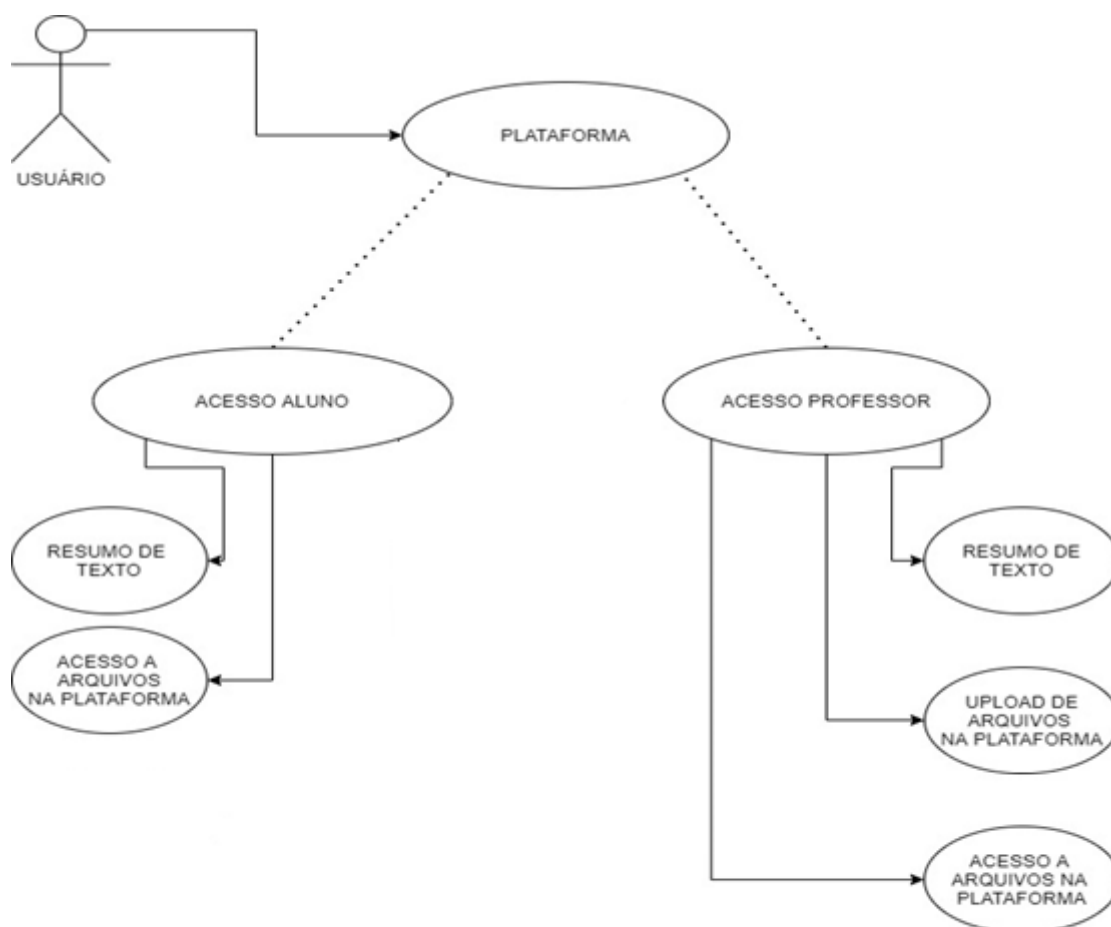 USUÁRIO
PLATAFORMA
ACESSO ALUNO
ACESSO PROFESSOR
RESUMO DE
TEXTO
ACESSO A
ARQUIVOS
NA PLATAFORMA
RESUMO DE
TEXTO
UPLOAD DE
ARQUIVOS
NA PLATAFORMA
ACESSO A
ARQUIVOS NA
PLATAFORMA